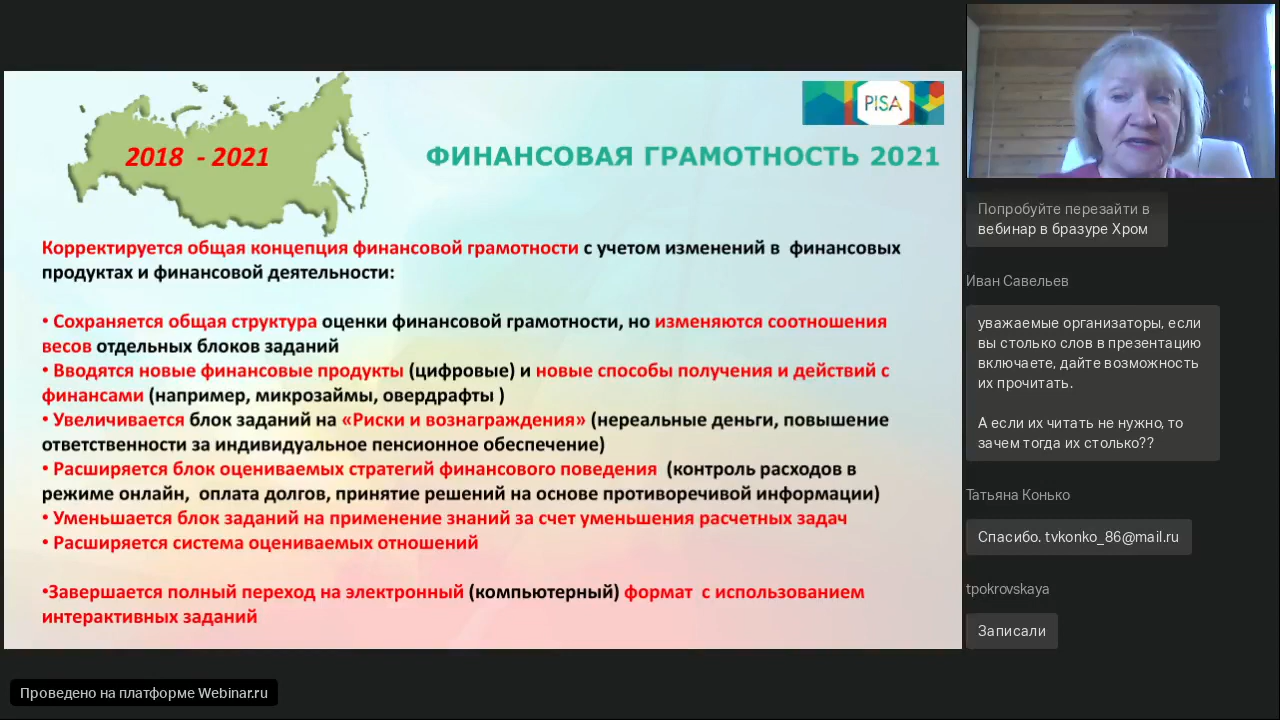 PISA
2018 - 2021
ФИНАНСОВАЯ ГРАМОТНОСТЬ 2021
Корректируется общая концепция финансовой грамотности с учетом изменений в финансовых
продуктах и финансовой деятельности:
• Сохраняется общая структура оценки финансовой грамотности, но изменяются соотношения
весов отдельных блоков заданий
• Вводятся новые финансовые продукты (цифровые) и новые способы получения и действий с
финансами (например, микрозаймы, овердрафты )
• Увеличивается блок заданий на «Риски и вознаграждения» (нереальные деньги, повышение
ответственности за индивидуальное пенсионное обеспечение)
• Расширяется блок оцениваемых стратегий финансового поведения (контроль расходов в
режиме онлайн, оплата долгов, принятие решений на основе противоречивой информации)
• Уменьшается блок заданий на применение знаний за счет уменьшения расчетных задач
• Расширяется система оцениваемых отношений
•Завершается полный переход на электронный (компьютерный) формат с использованием
интерактивных заданий
Попробуйте перезайти в
вебинар в бразуре Хром
Иван Савельев
уважаемые организаторы, если
вы столько слов в презентацию
включаете, дайте возможность
их прочитать.
А если их читать не нужно, то
зачем тогда их столько??
Татьяна Конько
Спасибо. tvkonko_86@mail.ru
tpokrovskaya
Записали
Проведено на платформе Webinar.ru